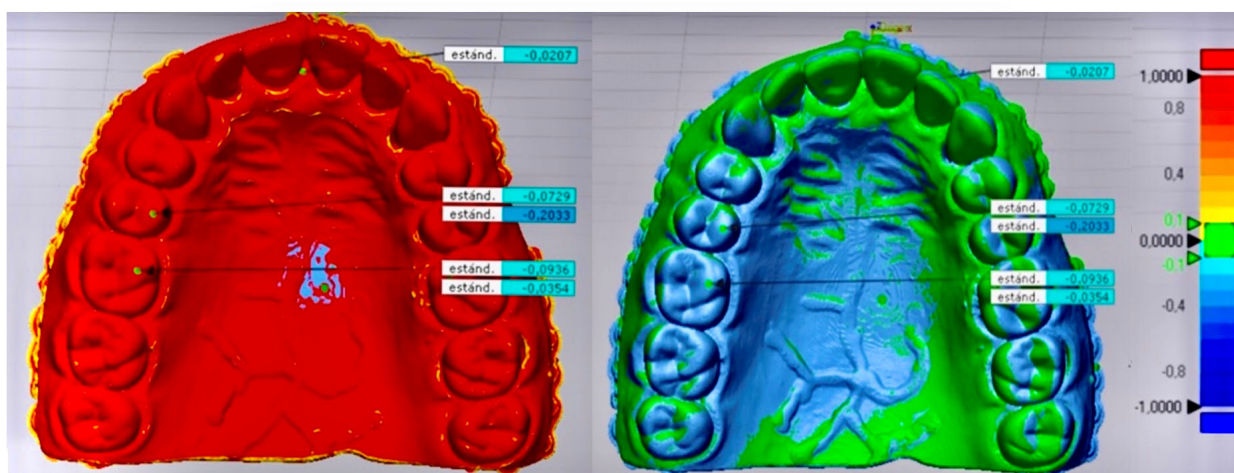 estánd. -0,0207
estánd. -0,0729
estánd. -0,2033
estánd. -0,0936
estánd. -0,0354
estánd. -0,0207
estánd. -0,0729
estánd. -0,2033
estánd. -0,0936
estánd. -0,0354
1,0000
0,8
0,4
0.1
0,0000
-0.1
-0,4
-0,8
-1,0000